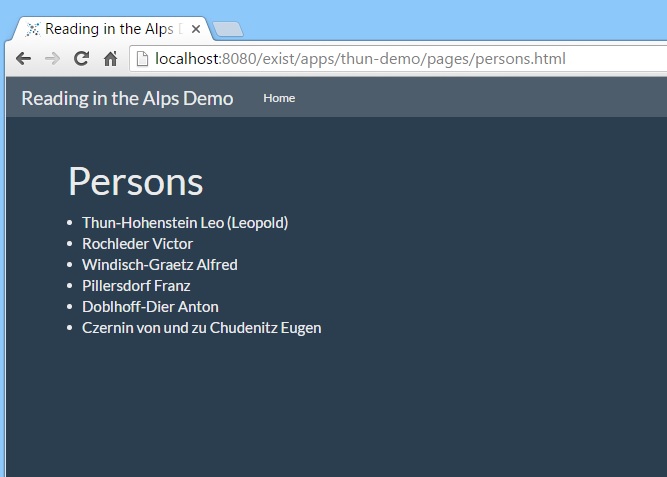 Reading in the Alps D
localhost:8080/exist/apps/thun-demo/pages/persons.html
Reading in the Alps Demo Home
Persons
Thun-Hohenstein Leo (Leopold)
Rochleder Victor
Windisch-Graetz Alfred
Pillersdorf Franz
Doblhoff-Dier Anton
Czernin von und zu Chudenitz Eugen